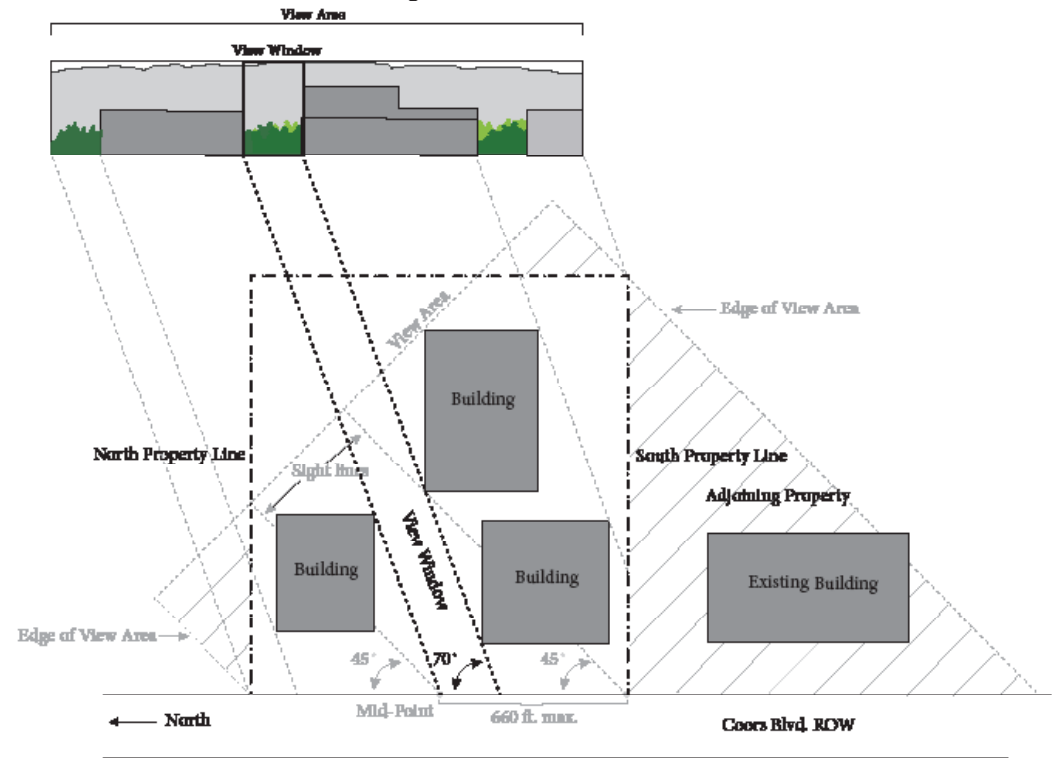 View Area
View Window
View Area
Edge of View Area
Building
North Property Line
South Property Line
Sight lines
Adjoining Property
View Window
Building
Building
Existing Building
Edge of View Area
45°
70°
45°
Mid-Point
660 ft. max.
North
Coors Blvd. ROW